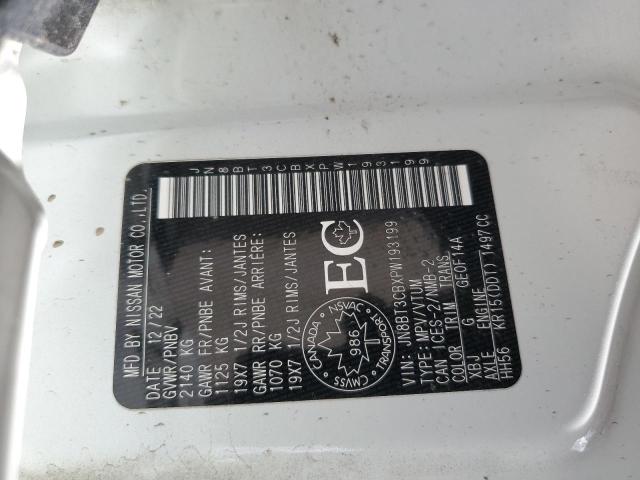 MFD BY NISSAN MOTOR CO.,LTD.
DATE 12/22
GVWR/PNBV
2140 KG
GAWR FR/PNBE AVANT:
1125 KG
19X7 1/2J RIMS/JANTES
GAWR RR/PNBE ARRIÈRE:
1070 KG
19X7 1/2J RIMS/JANTES
JN8BT3CBXPW193199
CANADA
NSVAC
986
TRANSPORT
CMVSS
EC
VIN: JN8BT3CBXPW193199
TYPE: MPV/VTUM
CAN ICES-2/NMB-2
COLOR TRIM TRANS
XBJ G GE0F14A
AXLE ENGINE
HH56 KR15(DDT) 1497CC